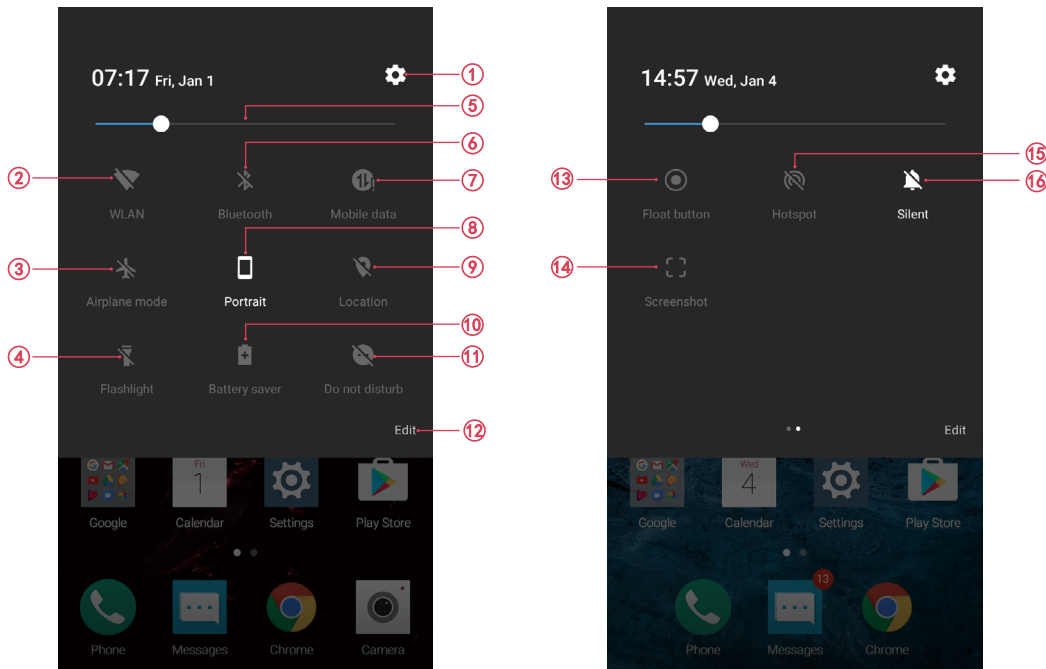 07:17 Fri, Jan 1
①
⑤
⑥
②
⑦
WLAN
Bluetooth
Mobile data
⑧
③
⑨
Airplane mode
Portrait
Location
⑩
④
⑪
Flashlight
Battery saver
Do not disturb
Edit
⑫
Fri
1
Google
Calendar
Settings
Play Store
Phone
Messages
Chrome
Camera
14:57 Wed, Jan 4
⑮
⑬
⑯
Float button
Hotspot
Silent
⑭
Screenshot
Edit
Wed
4
Google
Calendar
Settings
Play Store
13
Phone
Messages
Chrome